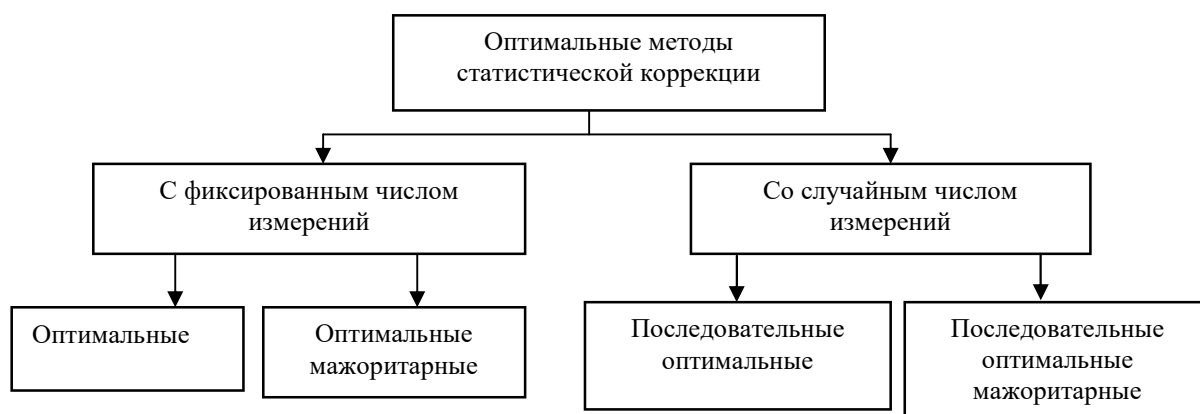 Оптимальные методы
статистической коррекции
С фиксированным числом
измерений
Со случайным числом
измерений
Оптимальные
Оптимальные
мажоритарные
Последовательные
оптимальные
Последовательные
оптимальные
мажоритарные